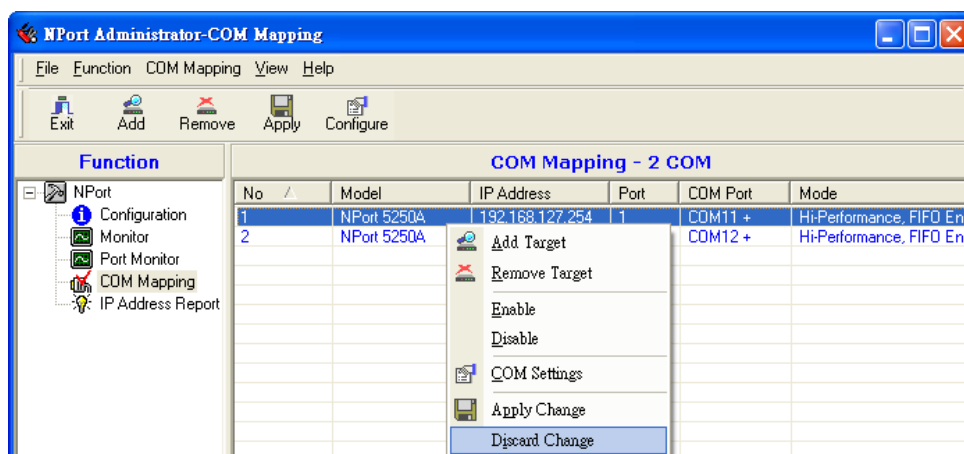 NPort Administrator-COM Mapping
File Function COM Mapping View Help
Exit Add Remove Apply Configure
Function
COM Mapping - 2 COM
NPort
Configuration
Monitor
Port Monitor
COM Mapping
IP Address Report
No Model IP Address Port COM Port Mode
1 NPort 5250A 192.168.127.254 1 COM11 + Hi-Performance, FIFO En
2 NPort 5250A COM12 + Hi-Performance, FIFO En
Add Target
Remove Target
Enable
Disable
COM Settings
Apply Change
Discard Change